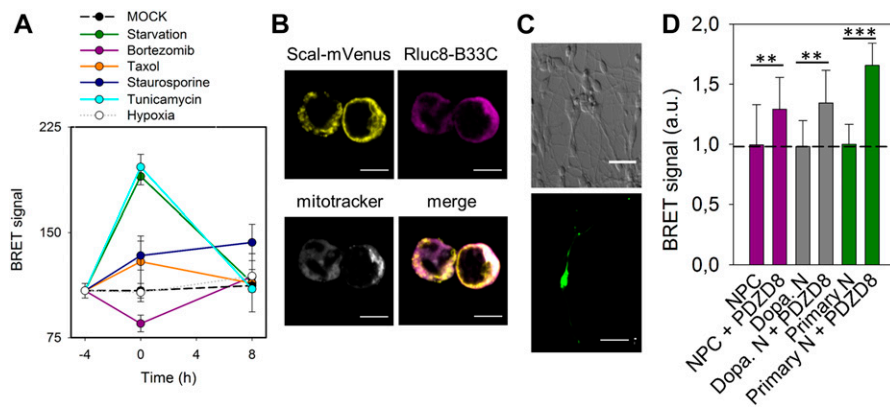 A
MOCK
Starvation
Bortezomib
Taxol
Staurosporine
Tunicamycin
Hypoxia
225
150
75
BRET signal
-4
0
4
8
Time (h)
B
Scal-mVenus
Rluc8-B33C
mitotracker
merge
C
D
2,0
1,5
1,0
0,5
0,0
BRET signal (a.u.)
**
**
***
NPC
NPC + PDZD8
Dopa. N
Dopa. N + PDZD8
Primary N
Primary N + PDZD8